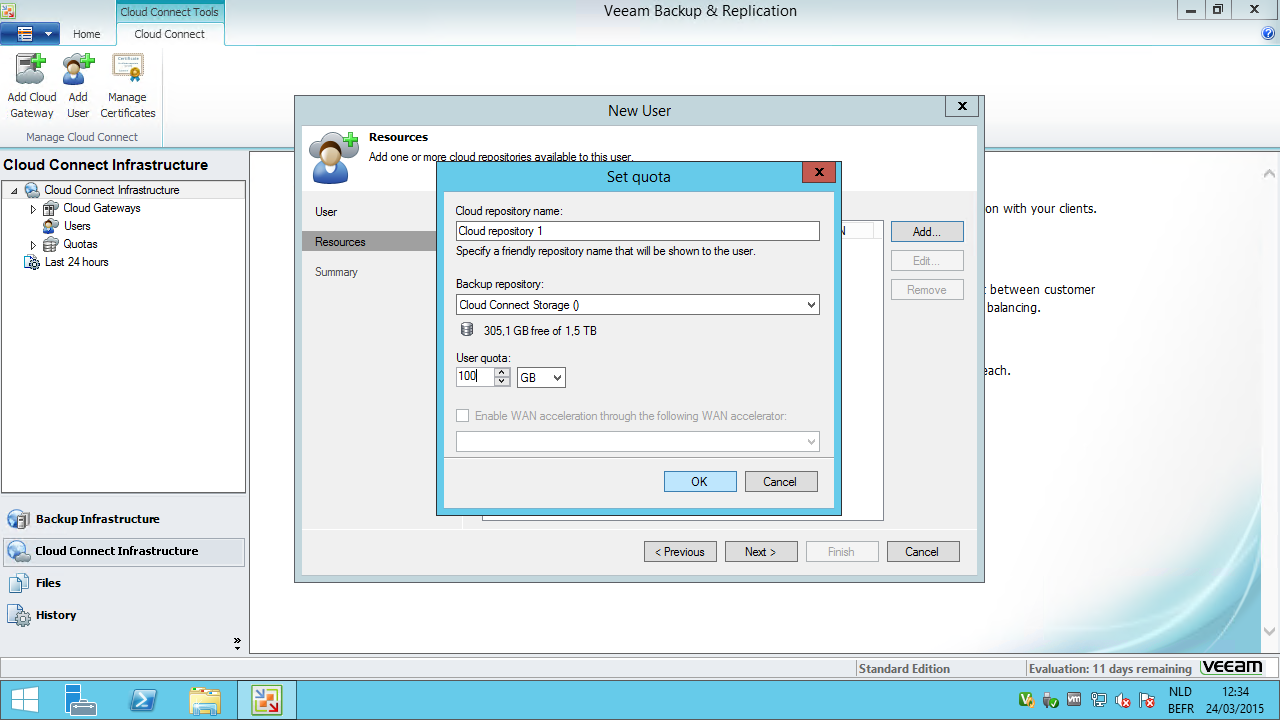 Cloud Connect Tools
Veeam Backup & Replication
Home
Cloud Connect
Add Cloud Gateway
Add User
Manage Certificates
Manage Cloud Connect
Cloud Connect Infrastructure
Cloud Connect Infrastructure
Cloud Gateways
Users
Quotas
Last 24 hours
Backup Infrastructure
Cloud Connect Infrastructure
Files
History
New User
Resources
Add one or more cloud repositories available to this user.
User
Resources
Summary
Set quota
Cloud repository name:
Cloud repository 1
Specify a friendly repository name that will be shown to the user.
Backup repository:
Cloud Connect Storage ()
305,1 GB free of 1,5 TB
User quota:
100
GB
Enable WAN acceleration through the following WAN accelerator:
OK
Cancel
Add...
Edit...
Remove
< Previous
Next >
Finish
Cancel
with your clients.
between customer
balancing.
Standard Edition
Evaluation: 11 days remaining
veeam
NLD
BEFR
12:34
24/03/2015